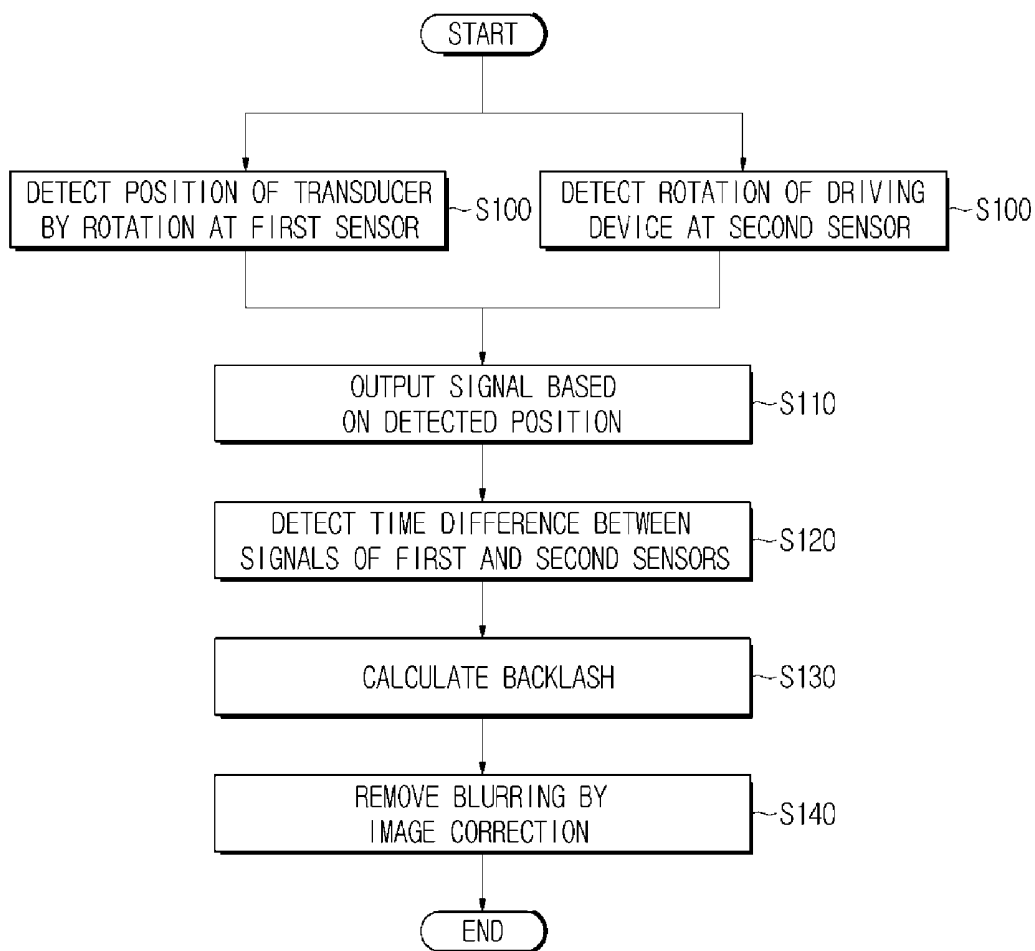 START
DETECT POSITION OF TRANSDUCER
BY ROTATION AT FIRST SENSOR
S100
DETECT ROTATION OF DRIVING
DEVICE AT SECOND SENSOR
S100
OUTPUT SIGNAL BASED
ON DETECTED POSITION
S110
DETECT TIME DIFFERENCE BETWEEN
SIGNALS OF FIRST AND SECOND SENSORS
S120
CALCULATE BACKLASH
S130
REMOVE BLURRING BY
IMAGE CORRECTION
S140
END